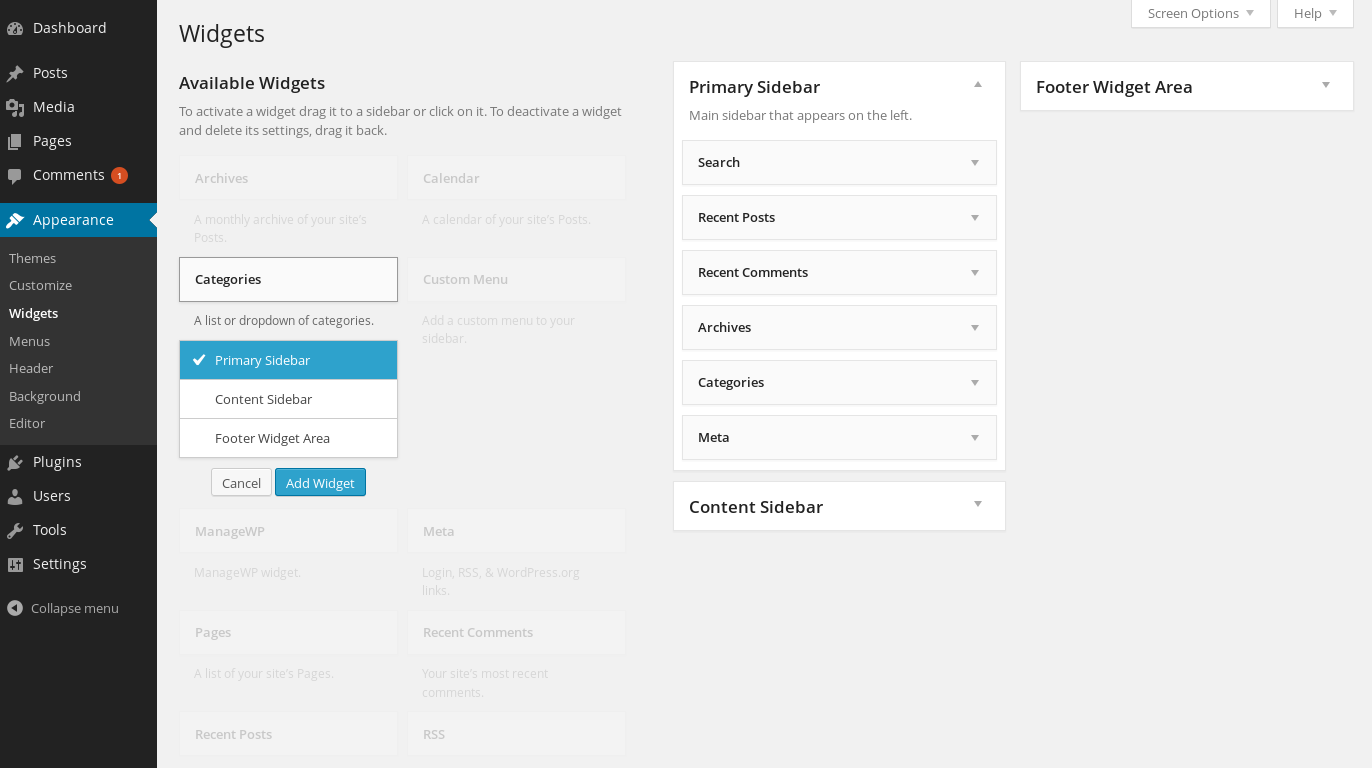 Dashboard
Posts
Media
Pages
Comments 1
Appearance
Themes
Customize
Widgets
Menus
Header
Background
Editor
Plugins
Users
Tools
Settings
Collapse menu
Screen Options
Help
Widgets
Available Widgets
To activate a widget drag it to a sidebar or click on it. To deactivate a widget
and delete its settings, drag it back.
Archives
A monthly archive of your site's
Posts.
Calendar
A calendar of your site's Posts.
Categories
A list or dropdown of categories.
Custom Menu
Add a custom menu to your
sidebar.
Primary Sidebar
Content Sidebar
Footer Widget Area
Cancel
Add Widget
ManageWP
ManageWP widget.
Meta
Login, RSS, & WordPress.org
links.
Pages
A list of your site's Pages.
Recent Comments
Your site's most recent
comments.
Recent Posts
RSS
Primary Sidebar
Main sidebar that appears on the left.
Search
Recent Posts
Recent Comments
Archives
Categories
Meta
Content Sidebar
Footer Widget Area